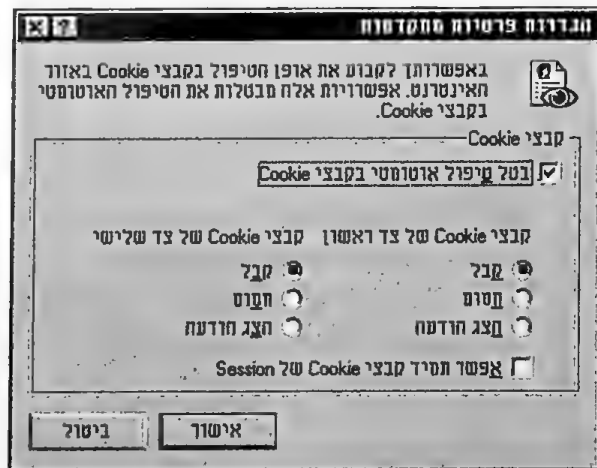 הגדרות פרטיות מתקדמות
באפשרותך לקבוע את אופן הטיפול בקבצי Cookie באזור
האינטרנט. אפשרויות אלה מבטלות את הטיפול האוטומטי
בקבצי Cookie.
קבצי Cookie
בטל טיפול אוטומטי בקבצי Cookie
קבצי Cookie של צד ראשון קבצי Cookie של צד שלישי
קבל קבל
חסום חסום
הצג הודעה הצג הודעה
אפשר תמיד קבצי Cookie של Session
אישור ביטול